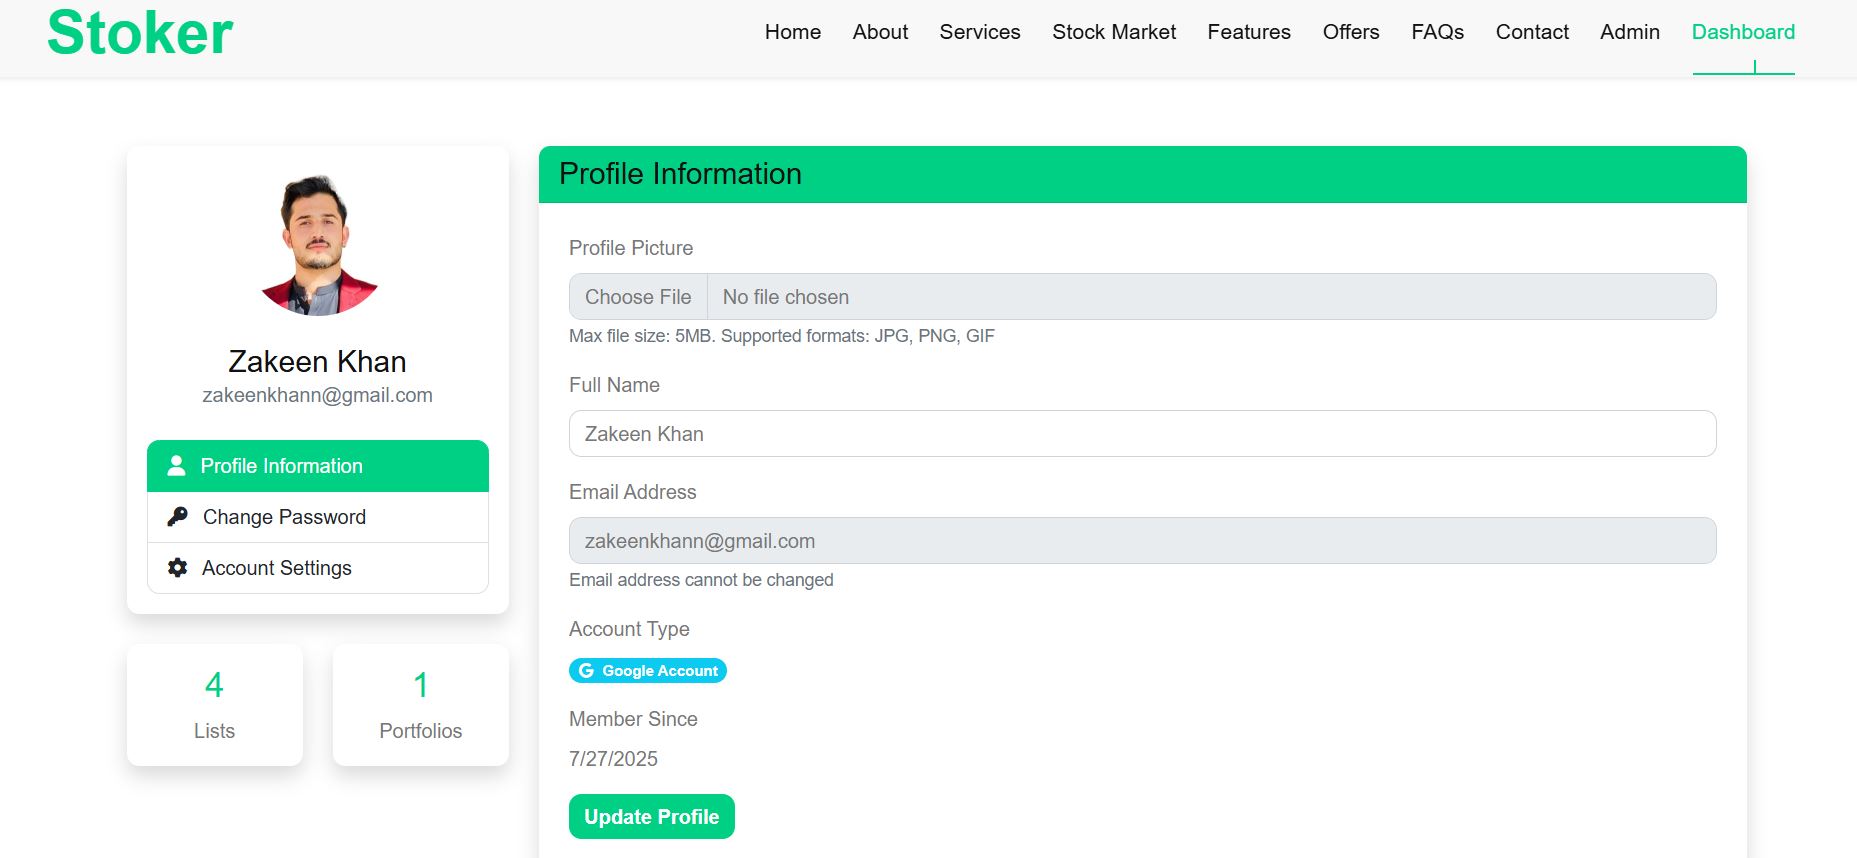 Stoker
Home About Services Stock Market Features Offers FAQs Contact Admin Dashboard
Zakeen Khan
zakeenkhann@gmail.com
Profile Information
Change Password
Account Settings
4
Lists
1
Portfolios
Profile Information
Profile Picture
Choose File No file chosen
Max file size: 5MB. Supported formats: JPG, PNG, GIF
Full Name
Zakeen Khan
Email Address
zakeenkhann@gmail.com
Email address cannot be changed
Account Type
G Google Account
Member Since
7/27/2025
Update Profile